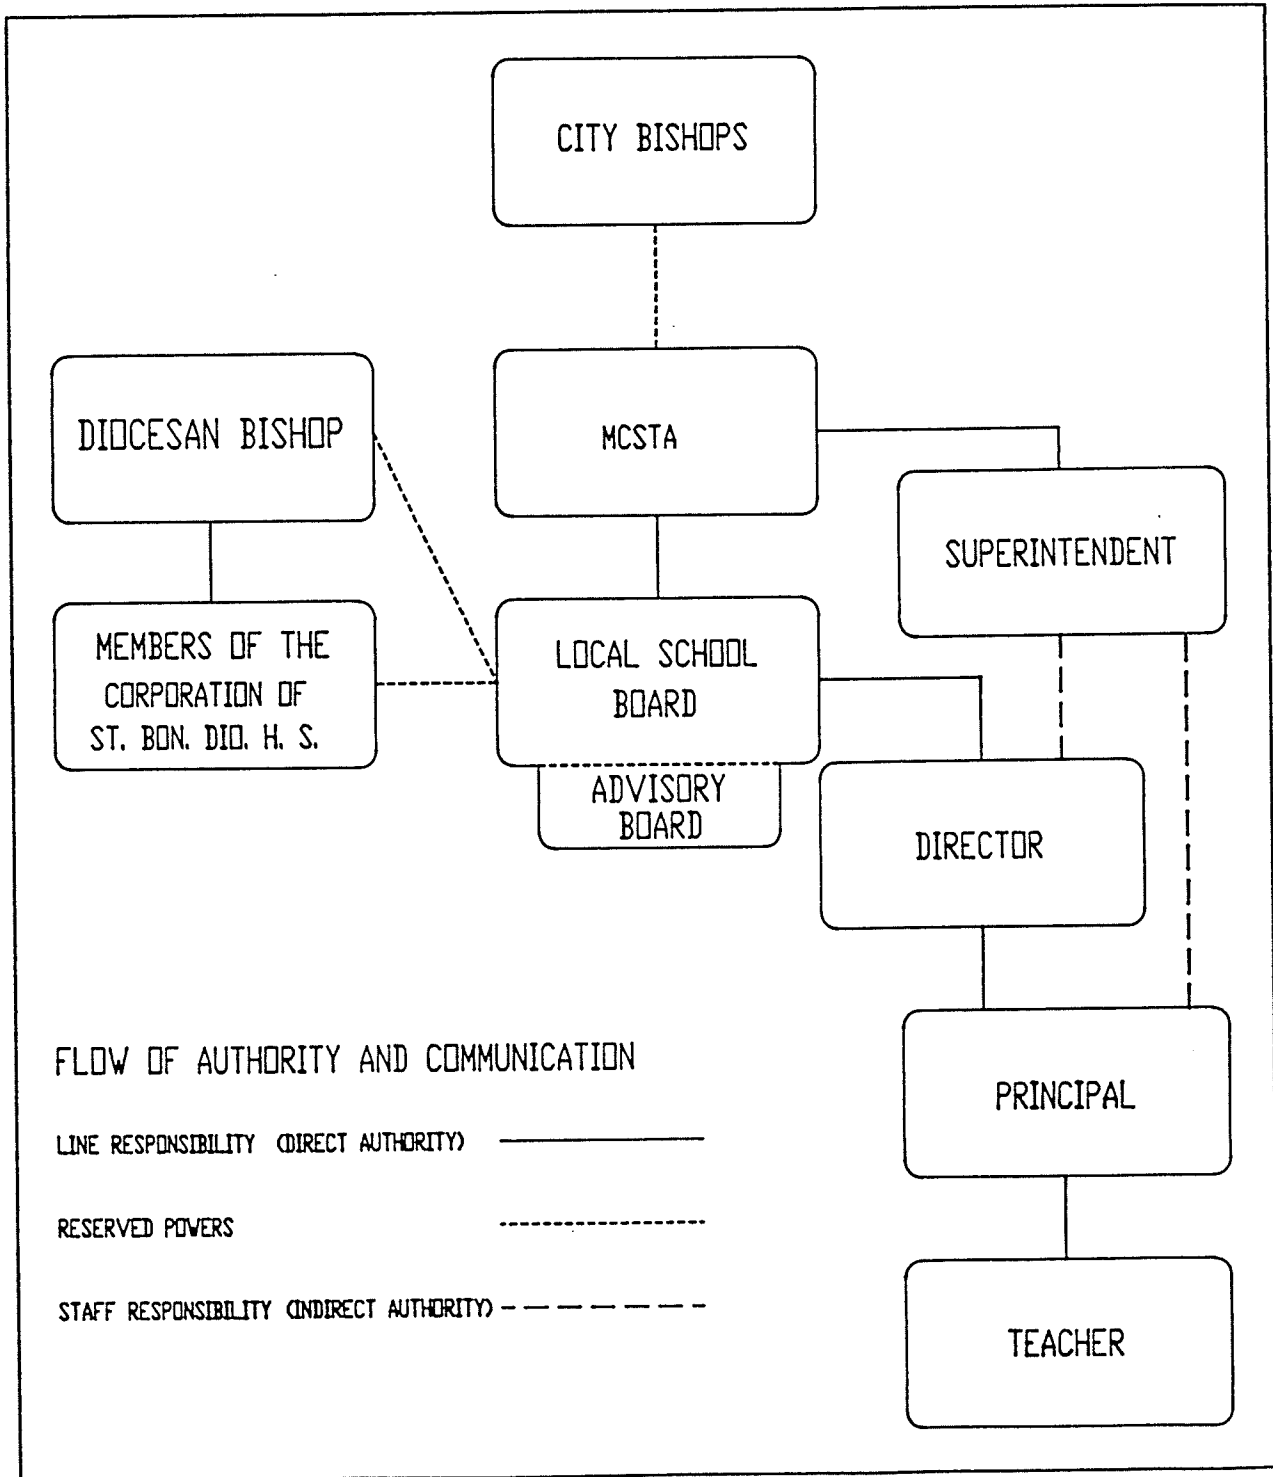 CITY BISHOPS
DIOCESAN BISHOP
MCSTA
SUPERINTENDENT
MEMBERS OF THE
CORPORATION OF
ST. BON. DIO. H. S.
LOCAL SCHOOL
BOARD
ADVISORY
BOARD
DIRECTOR
PRINCIPAL
TEACHER
FLOW OF AUTHORITY AND COMMUNICATION
LINE RESPONSIBILITY (DIRECT AUTHORITY)
RESERVED POWERS
STAFF RESPONSIBILITY (INDIRECT AUTHORITY)